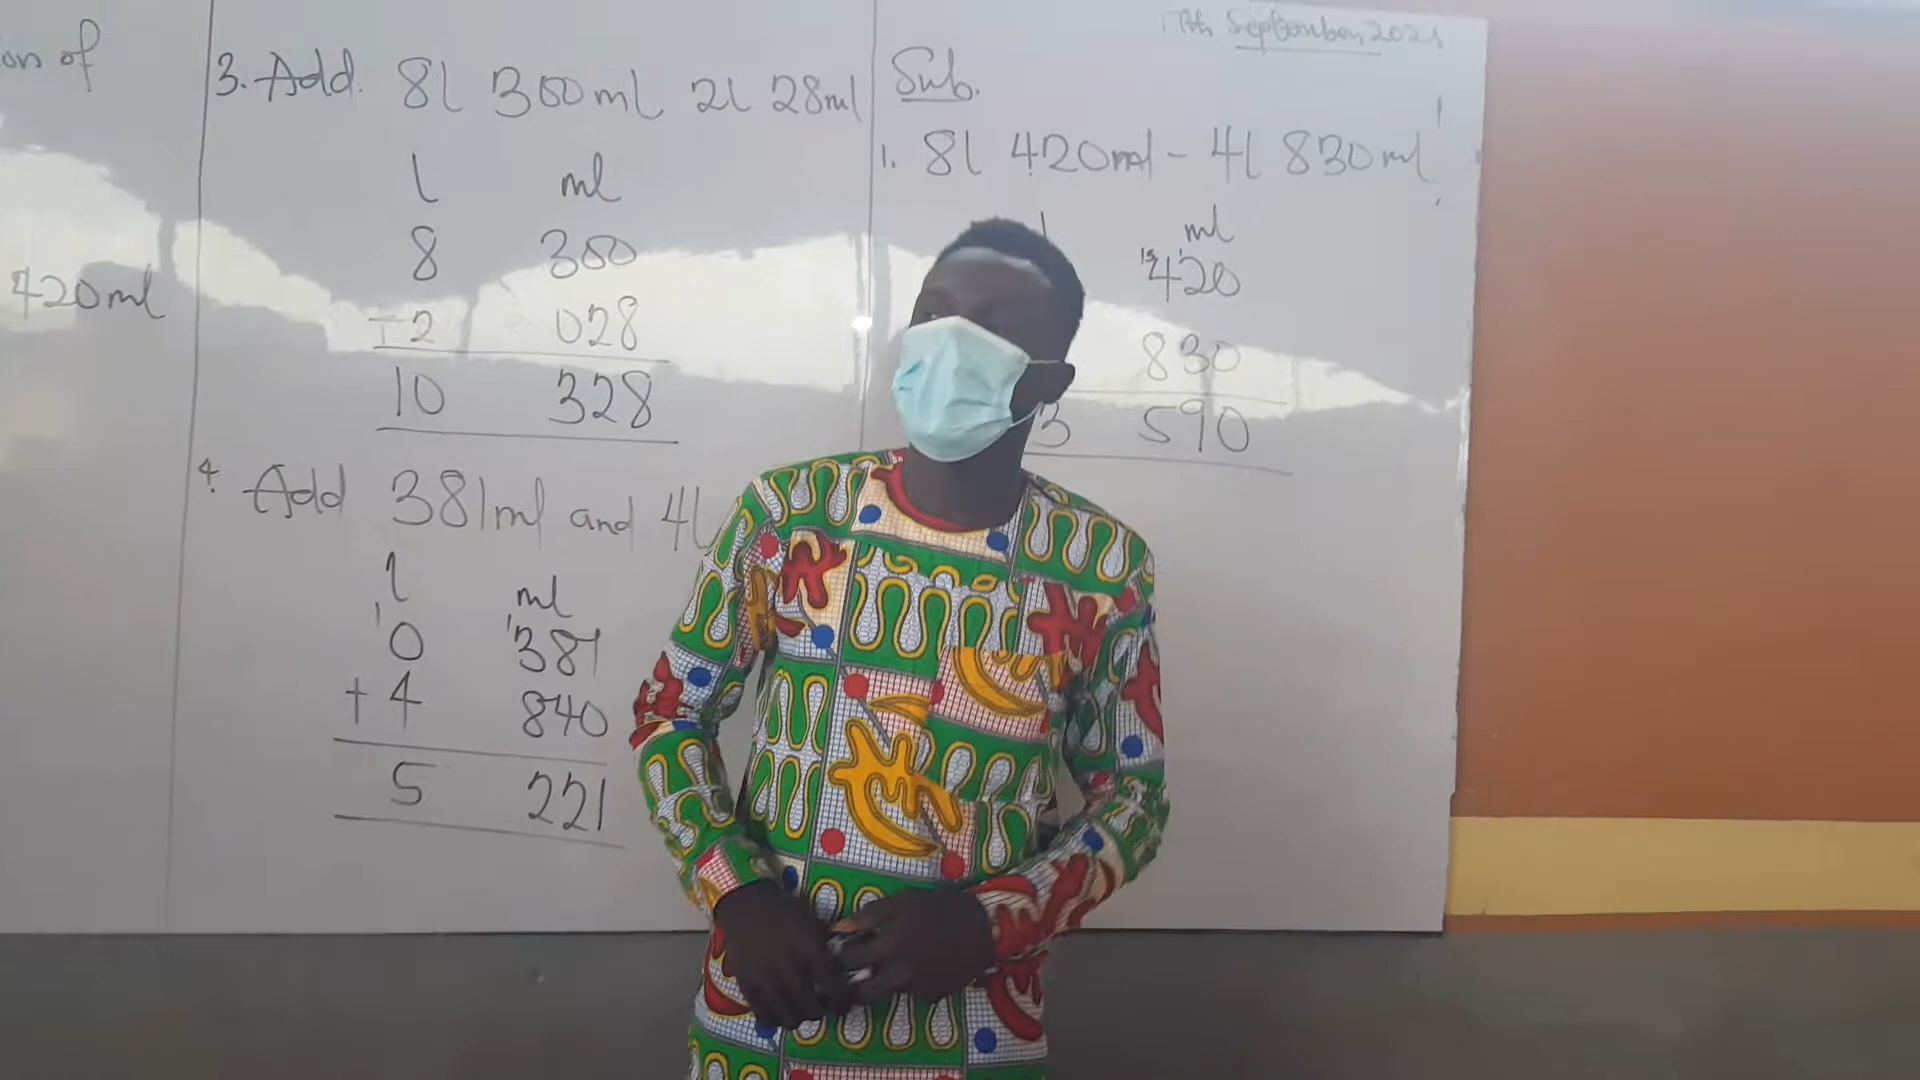 on of
420ml
3. Add 8l 300ml 2l 28ml
l ml
8 300
+2 028
10 328
4. Add 381ml and 4l
l ml
1 0 1 381
+ 4 840
5 221
September, 2021
Sub.
1. 8l 420ml - 4l 830ml
ml
420
830
3 590